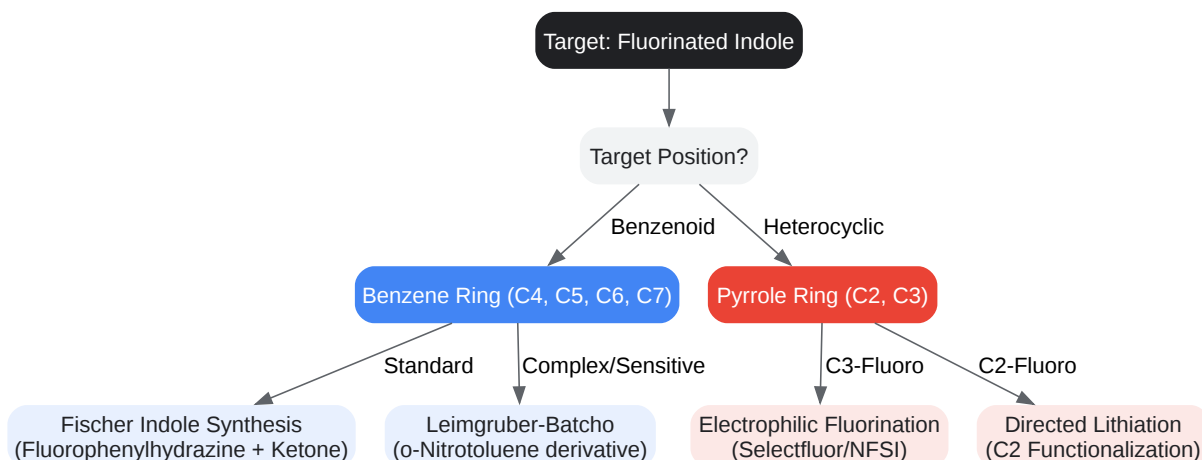 Target: Fluorinated Indole
Target Position?
Benzenoid
Heterocyclic
Benzene Ring (C4, C5, C6, C7)
Pyrrole Ring (C2, C3)
Standard
Complex/Sensitive
C3-Fluoro
C2-Fluoro
Fischer Indole Synthesis
(Fluorophenylhydrazine + Ketone)
Leimgruber-Batcho
(o-Nitrotoluene derivative)
Electrophilic Fluorination
(Selectfluor/NFSI)
Directed Lithiation
(C2 Functionalization)